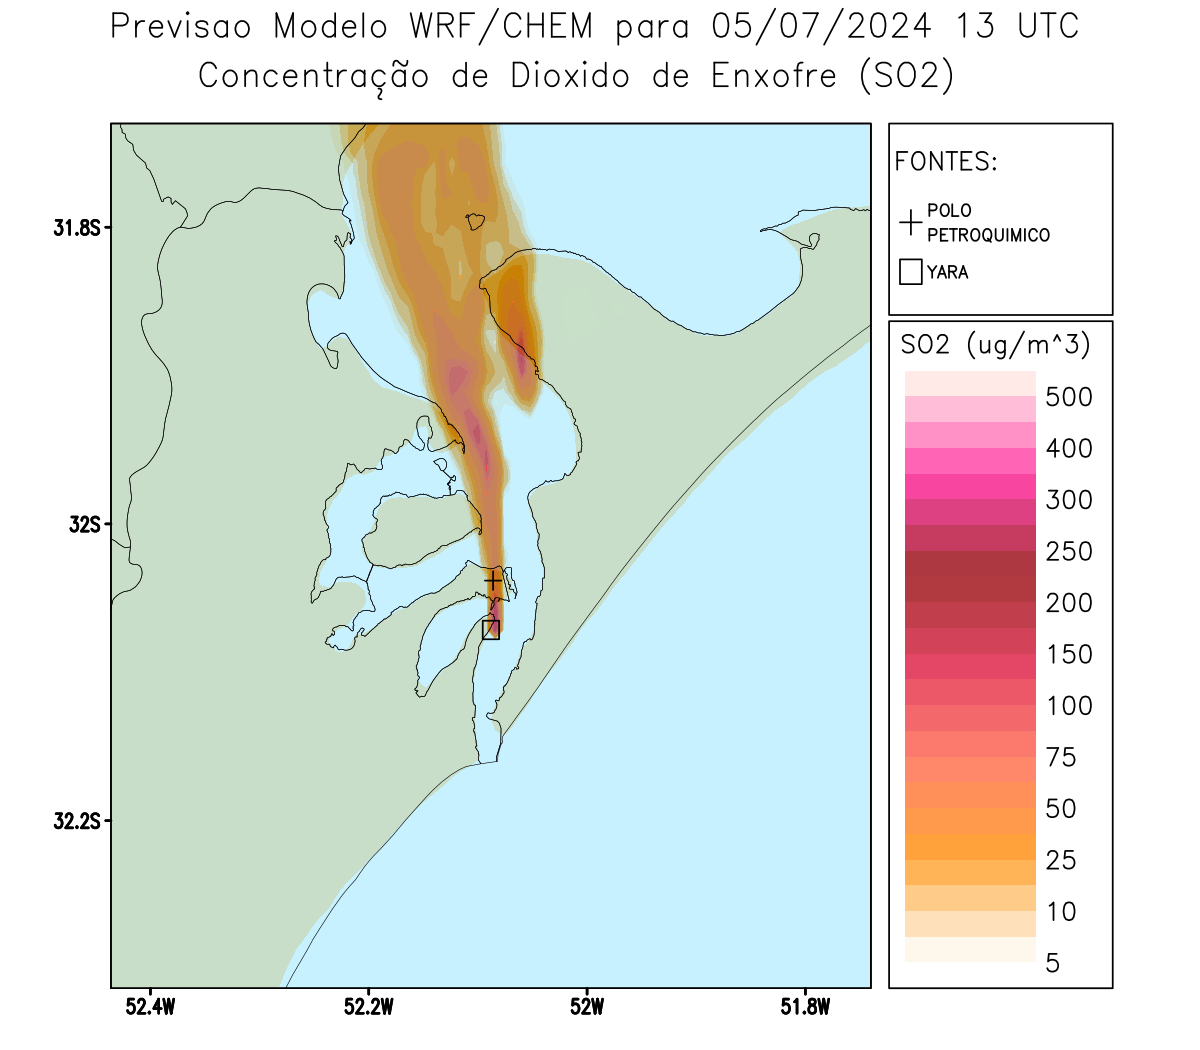 Previsao Modelo WRF/CHEM para 05/07/2024 13 UTC
Concentração de Dioxido de Enxofre (SO2)
FONTES:
POLO
PETROQUIMICO
YARA
SO2 (ug/m^3)
500
400
300
250
200
150
100
75
50
25
10
5
31.8S
32S
32.2S
52.4W
52.2W
52W
51.8W